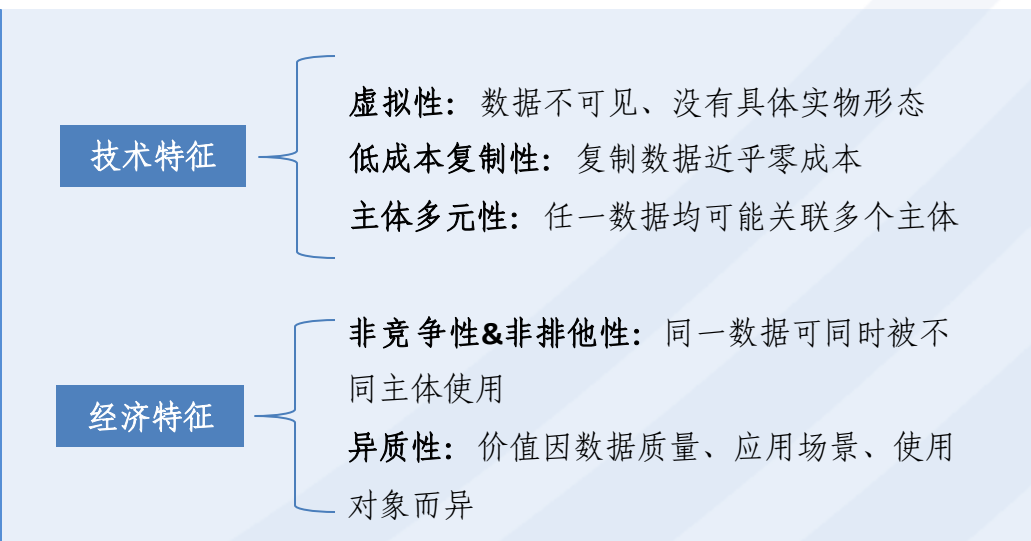 技术特征
虚拟性：数据不可见、没有具体实物形态
低成本复制性：复制数据近乎零成本
主体多元性：任一数据均可能关联多个主体
经济特征
非竞争性&非排他性：同一数据可同时被不
同主体使用
异质性：价值因数据质量、应用场景、使用
对象而异